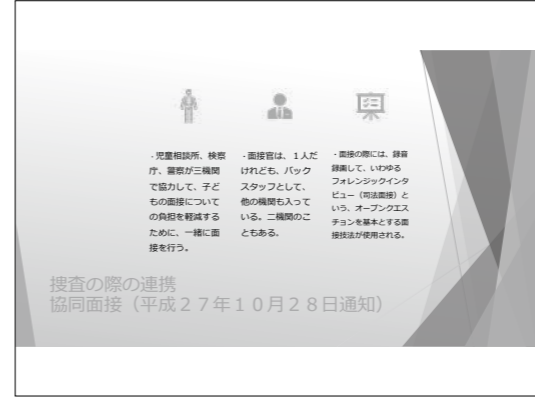 ・児童相談所、検察
庁、警察が三機関
で協力して、子ど
もの面接について
の負担を軽減する
ために、一緒に面
接を行う。
・面接官は、1人だ
けれども、バック
スタッフとして、
他の機関も入って
いる。二機関のこ
ともある。
・面接の際には、録音
録画して、いわゆる
フォレンジックインタ
ビュー（司法面接）と
いう、オープンクエス
チョンを基本とする面
接技法が使用される。
捜査の際の連携
協同面接（平成２７年１０月２８日通知）